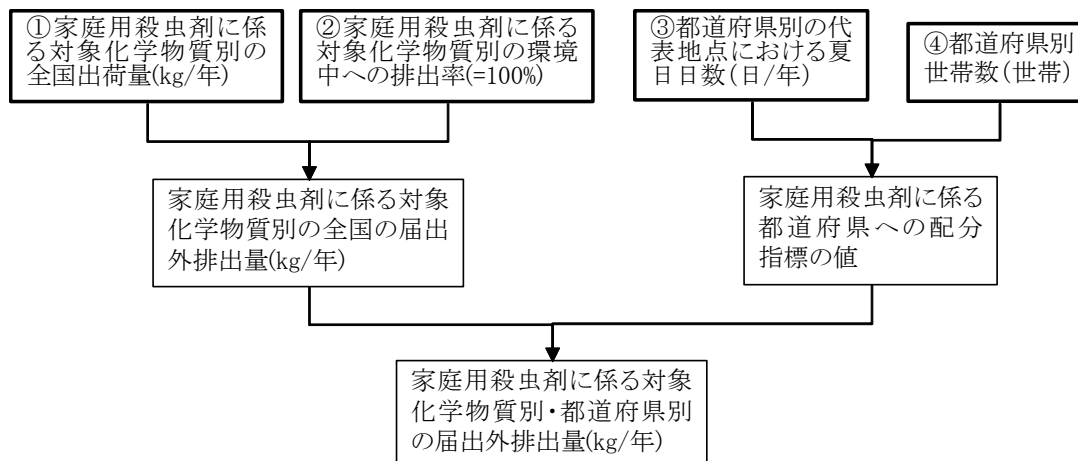 ①家庭用殺虫剤に係
る対象化学物質別の
全国出荷量(kg/年)
②家庭用殺虫剤に係る
対象化学物質別の環境
中への排出率(=100%)
③都道府県別の代
表地点における夏
日日数(日/年)
④都道府県別
世帯数(世帯)
家庭用殺虫剤に係る対象
化学物質別の全国の届出
外排出量(kg/年)
家庭用殺虫剤に係る
都道府県への配分
指標の値
家庭用殺虫剤に係る対象
化学物質別・都道府県別
の届出外排出量(kg/年)